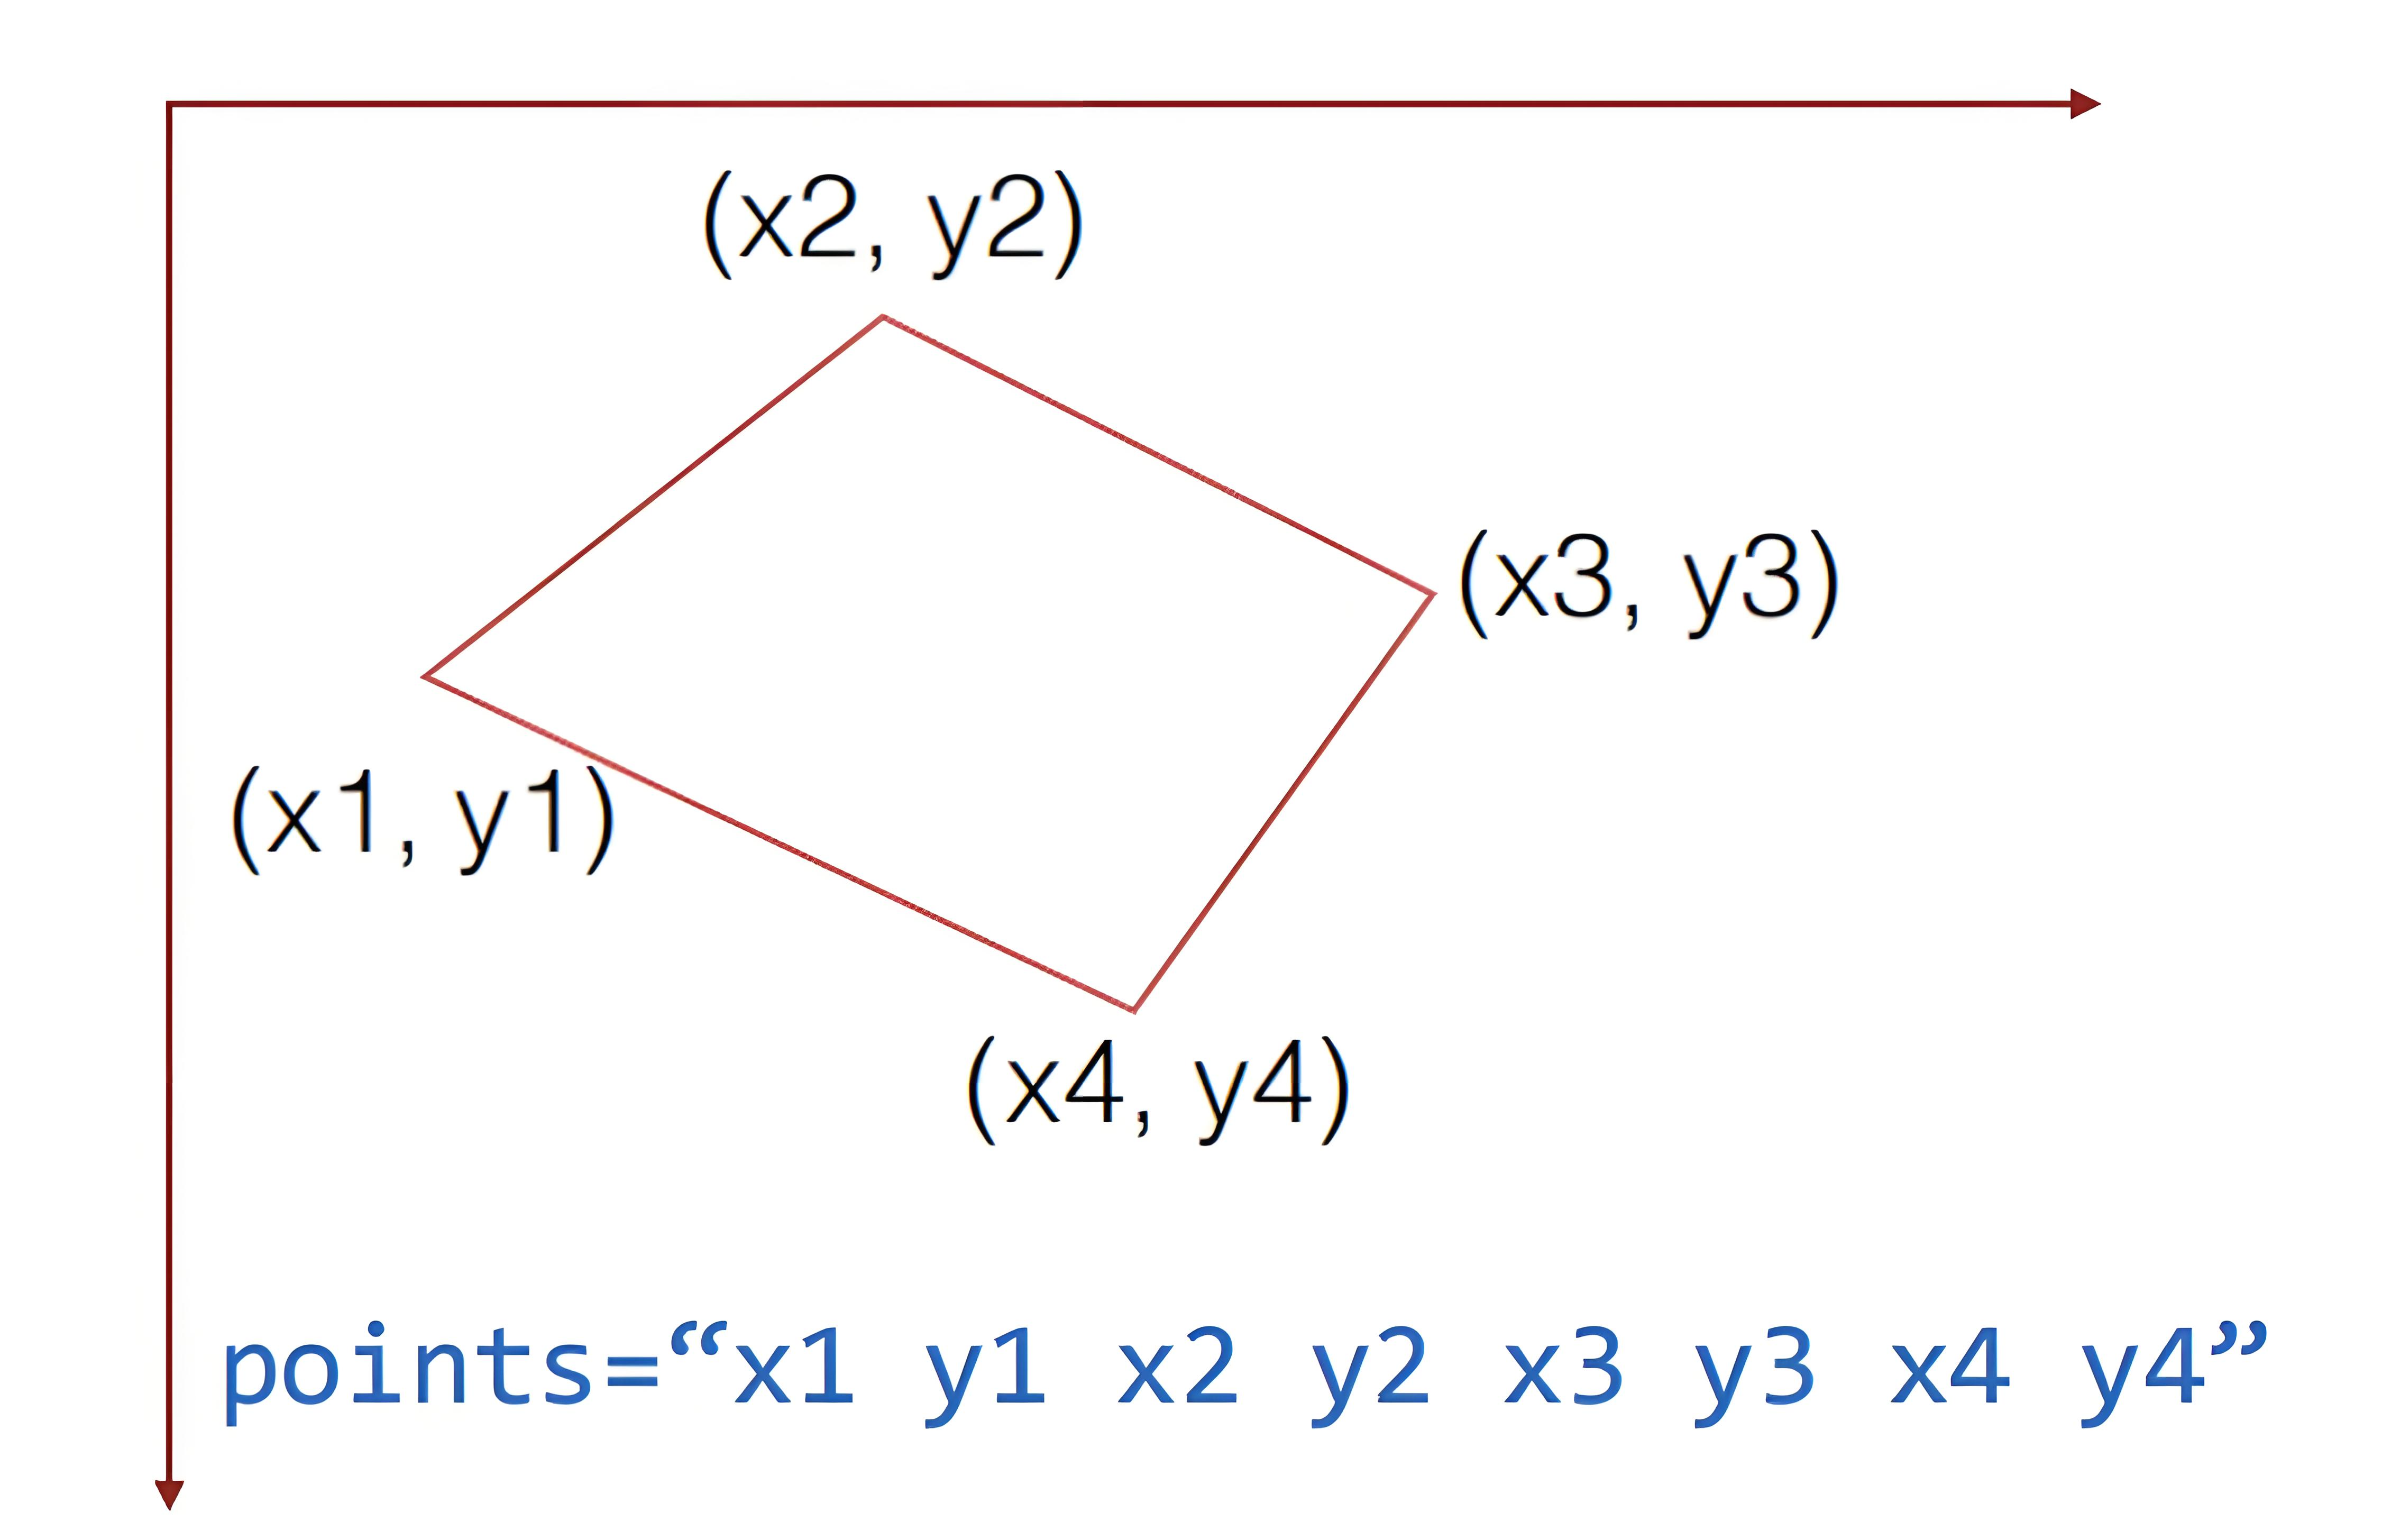 (x2, y2)
(x3, y3)
(x1, y1)
(x4, y4)
points=“x1 y1 x2 y2 x3 y3 x4 y4”